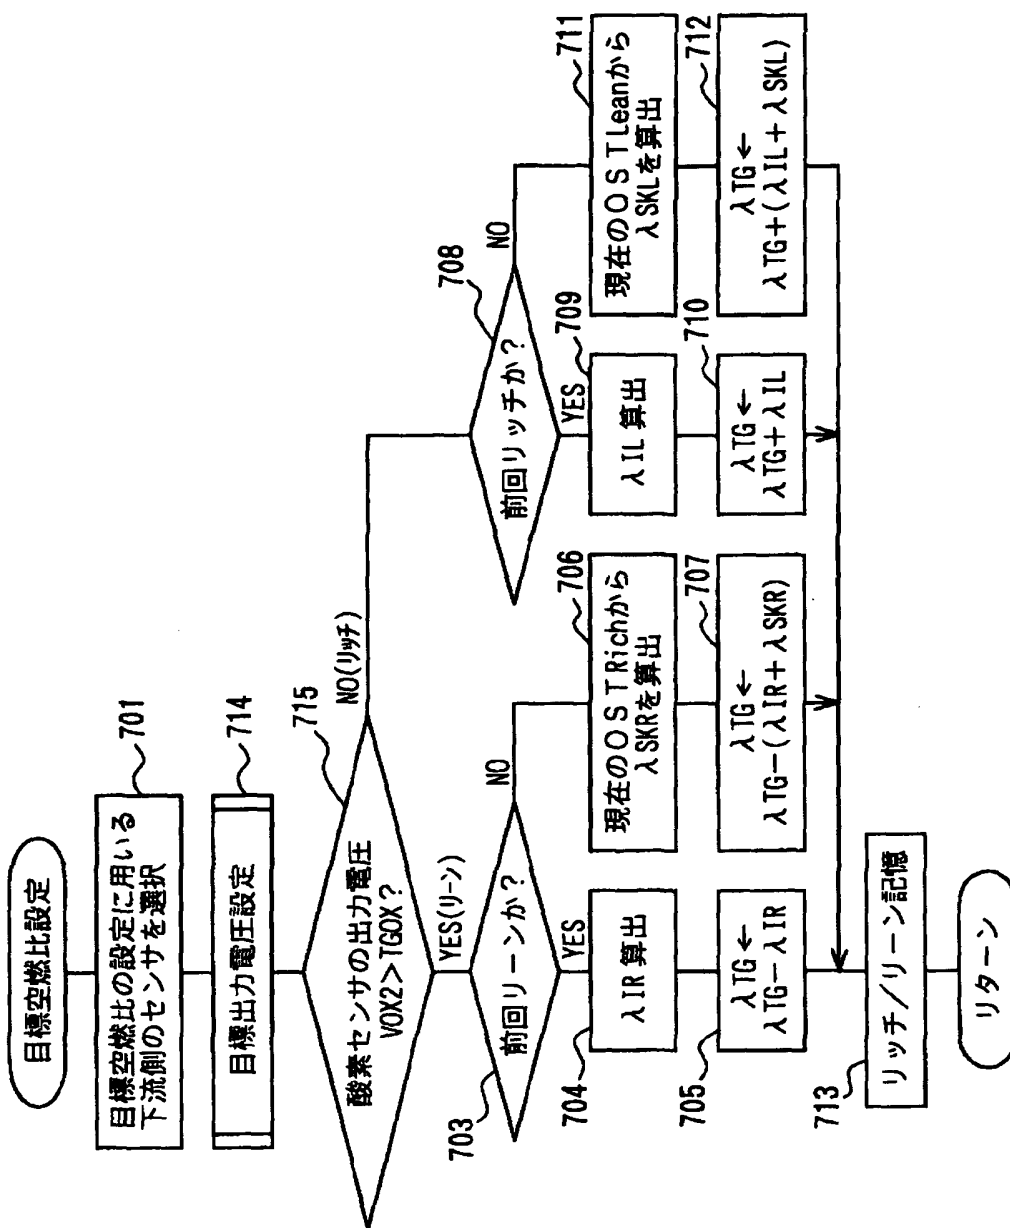 目標空燃比設定
目標空燃比の設定に用いる
下流側のセンサを選択
701
目標出力電圧設定
714
酸素センサの出力電圧
VOX2>TGOX?
715
YES(リーン)
NO(リッチ)
前回リーンか?
703
YES
NO
λIR 算出
704
λTG←
λTG-λIR
705
現在のOSTRichから
λSKRを算出
706
λTG←
λTG-(λIR+λSKR)
707
前回リッチか?
708
YES
NO
λIL 算出
709
λTG←
λTG+λIL
710
現在のOSTLeanから
λSKLを算出
711
λTG←
λTG+(λIL+λSKL)
712
リッチ/リーン記憶
713
リターン